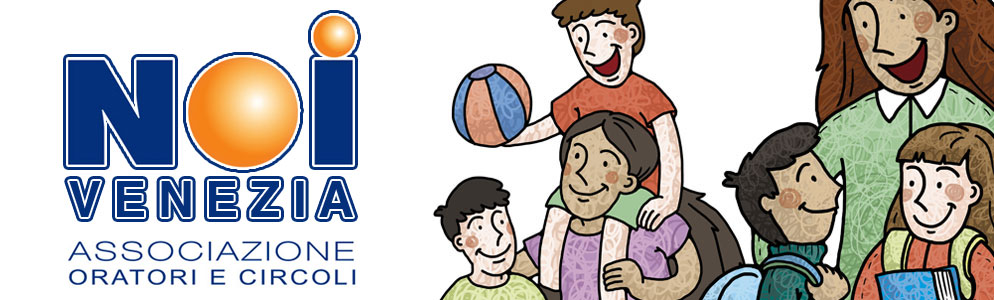 NOi
VENEZIA
ASSOCIAZIONE
ORATORI E CIRCOLI